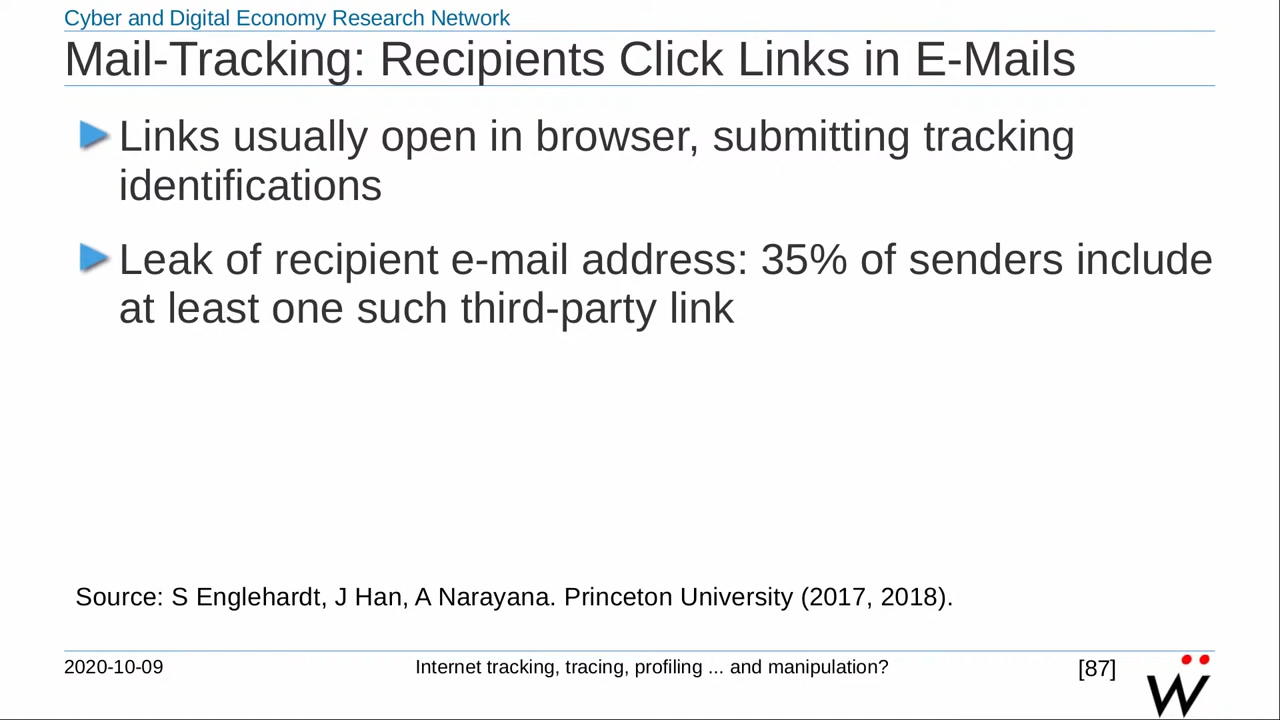 Cyber and Digital Economy Research Network
Mail-Tracking: Recipients Click Links in E-Mails
Links usually open in browser, submitting tracking
identifications
Leak of recipient e-mail address: 35% of senders include
at least one such third-party link
Source: S Englehardt, J Han, A Narayana. Princeton University (2017, 2018).
2020-10-09
Internet tracking, tracing, profiling ... and manipulation?
[87]
Ẅ